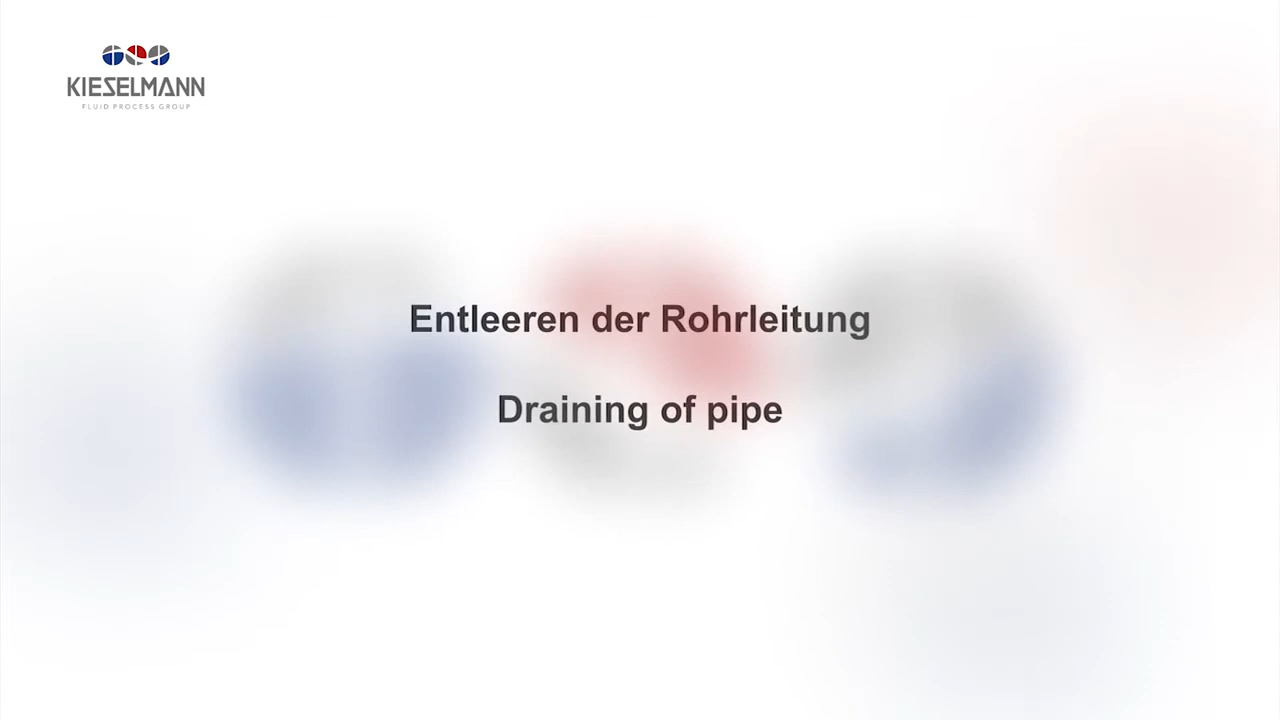 KIESELMANN
FLUID PROCESS GROUP
Entleeren der Rohrleitung
Draining of pipe